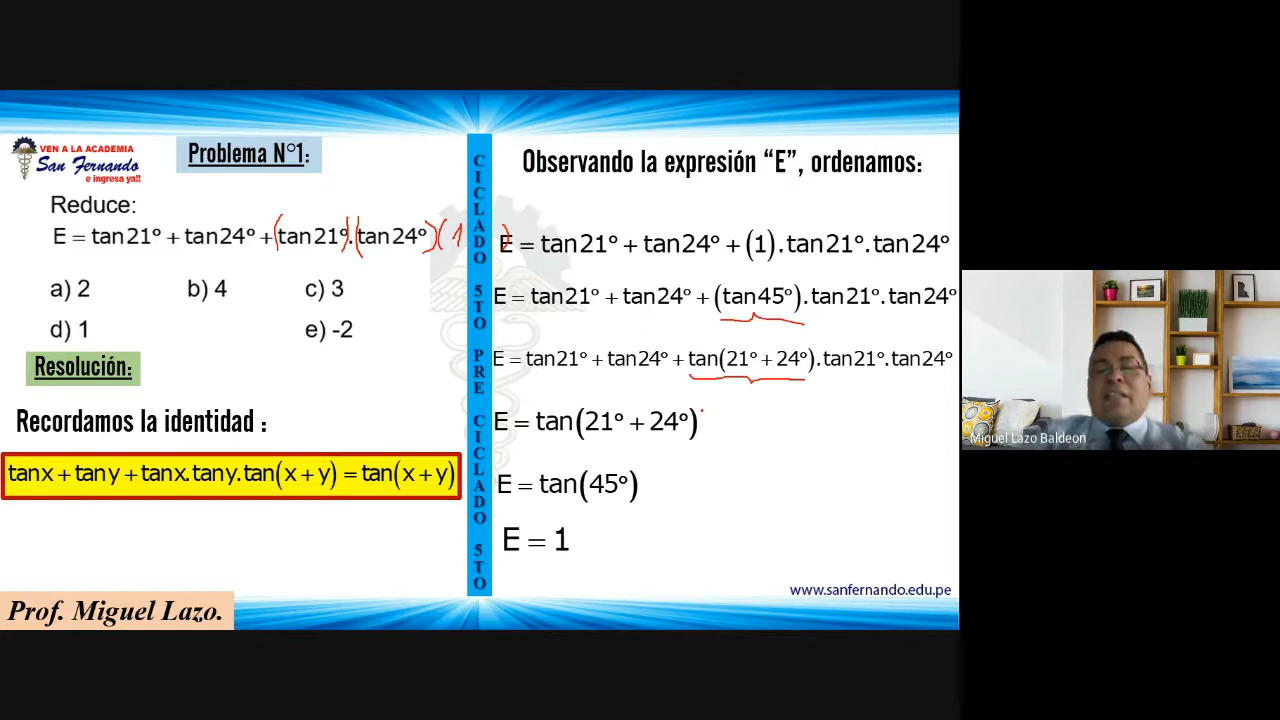 VEN A LA ACADEMIA
San Fernando
e ingresa ya!!
Problema N°1:
Reduce:
E = tan21° + tan24° + (tan21°).(tan24°)(1)
a) 2
b) 4
c) 3
d) 1
e) -2
Resolución:
Recordamos la identidad :
tanx + tany + tanx.tany.tan(x + y) = tan(x + y)
Prof. Miguel Lazo.
CICLADO 5TO PRE CICLADO 5TO
Observando la expresión “E”, ordenamos:
E = tan21° + tan24° + (1).tan21°.tan24°
E = tan21° + tan24° + (tan45°).tan21°.tan24°
E = tan21° + tan24° + tan(21° + 24°).tan21°.tan24°
E = tan(21° + 24°)
E = tan(45°)
E = 1
www.sanfernando.edu.pe
Miguel Lazo Baldeon